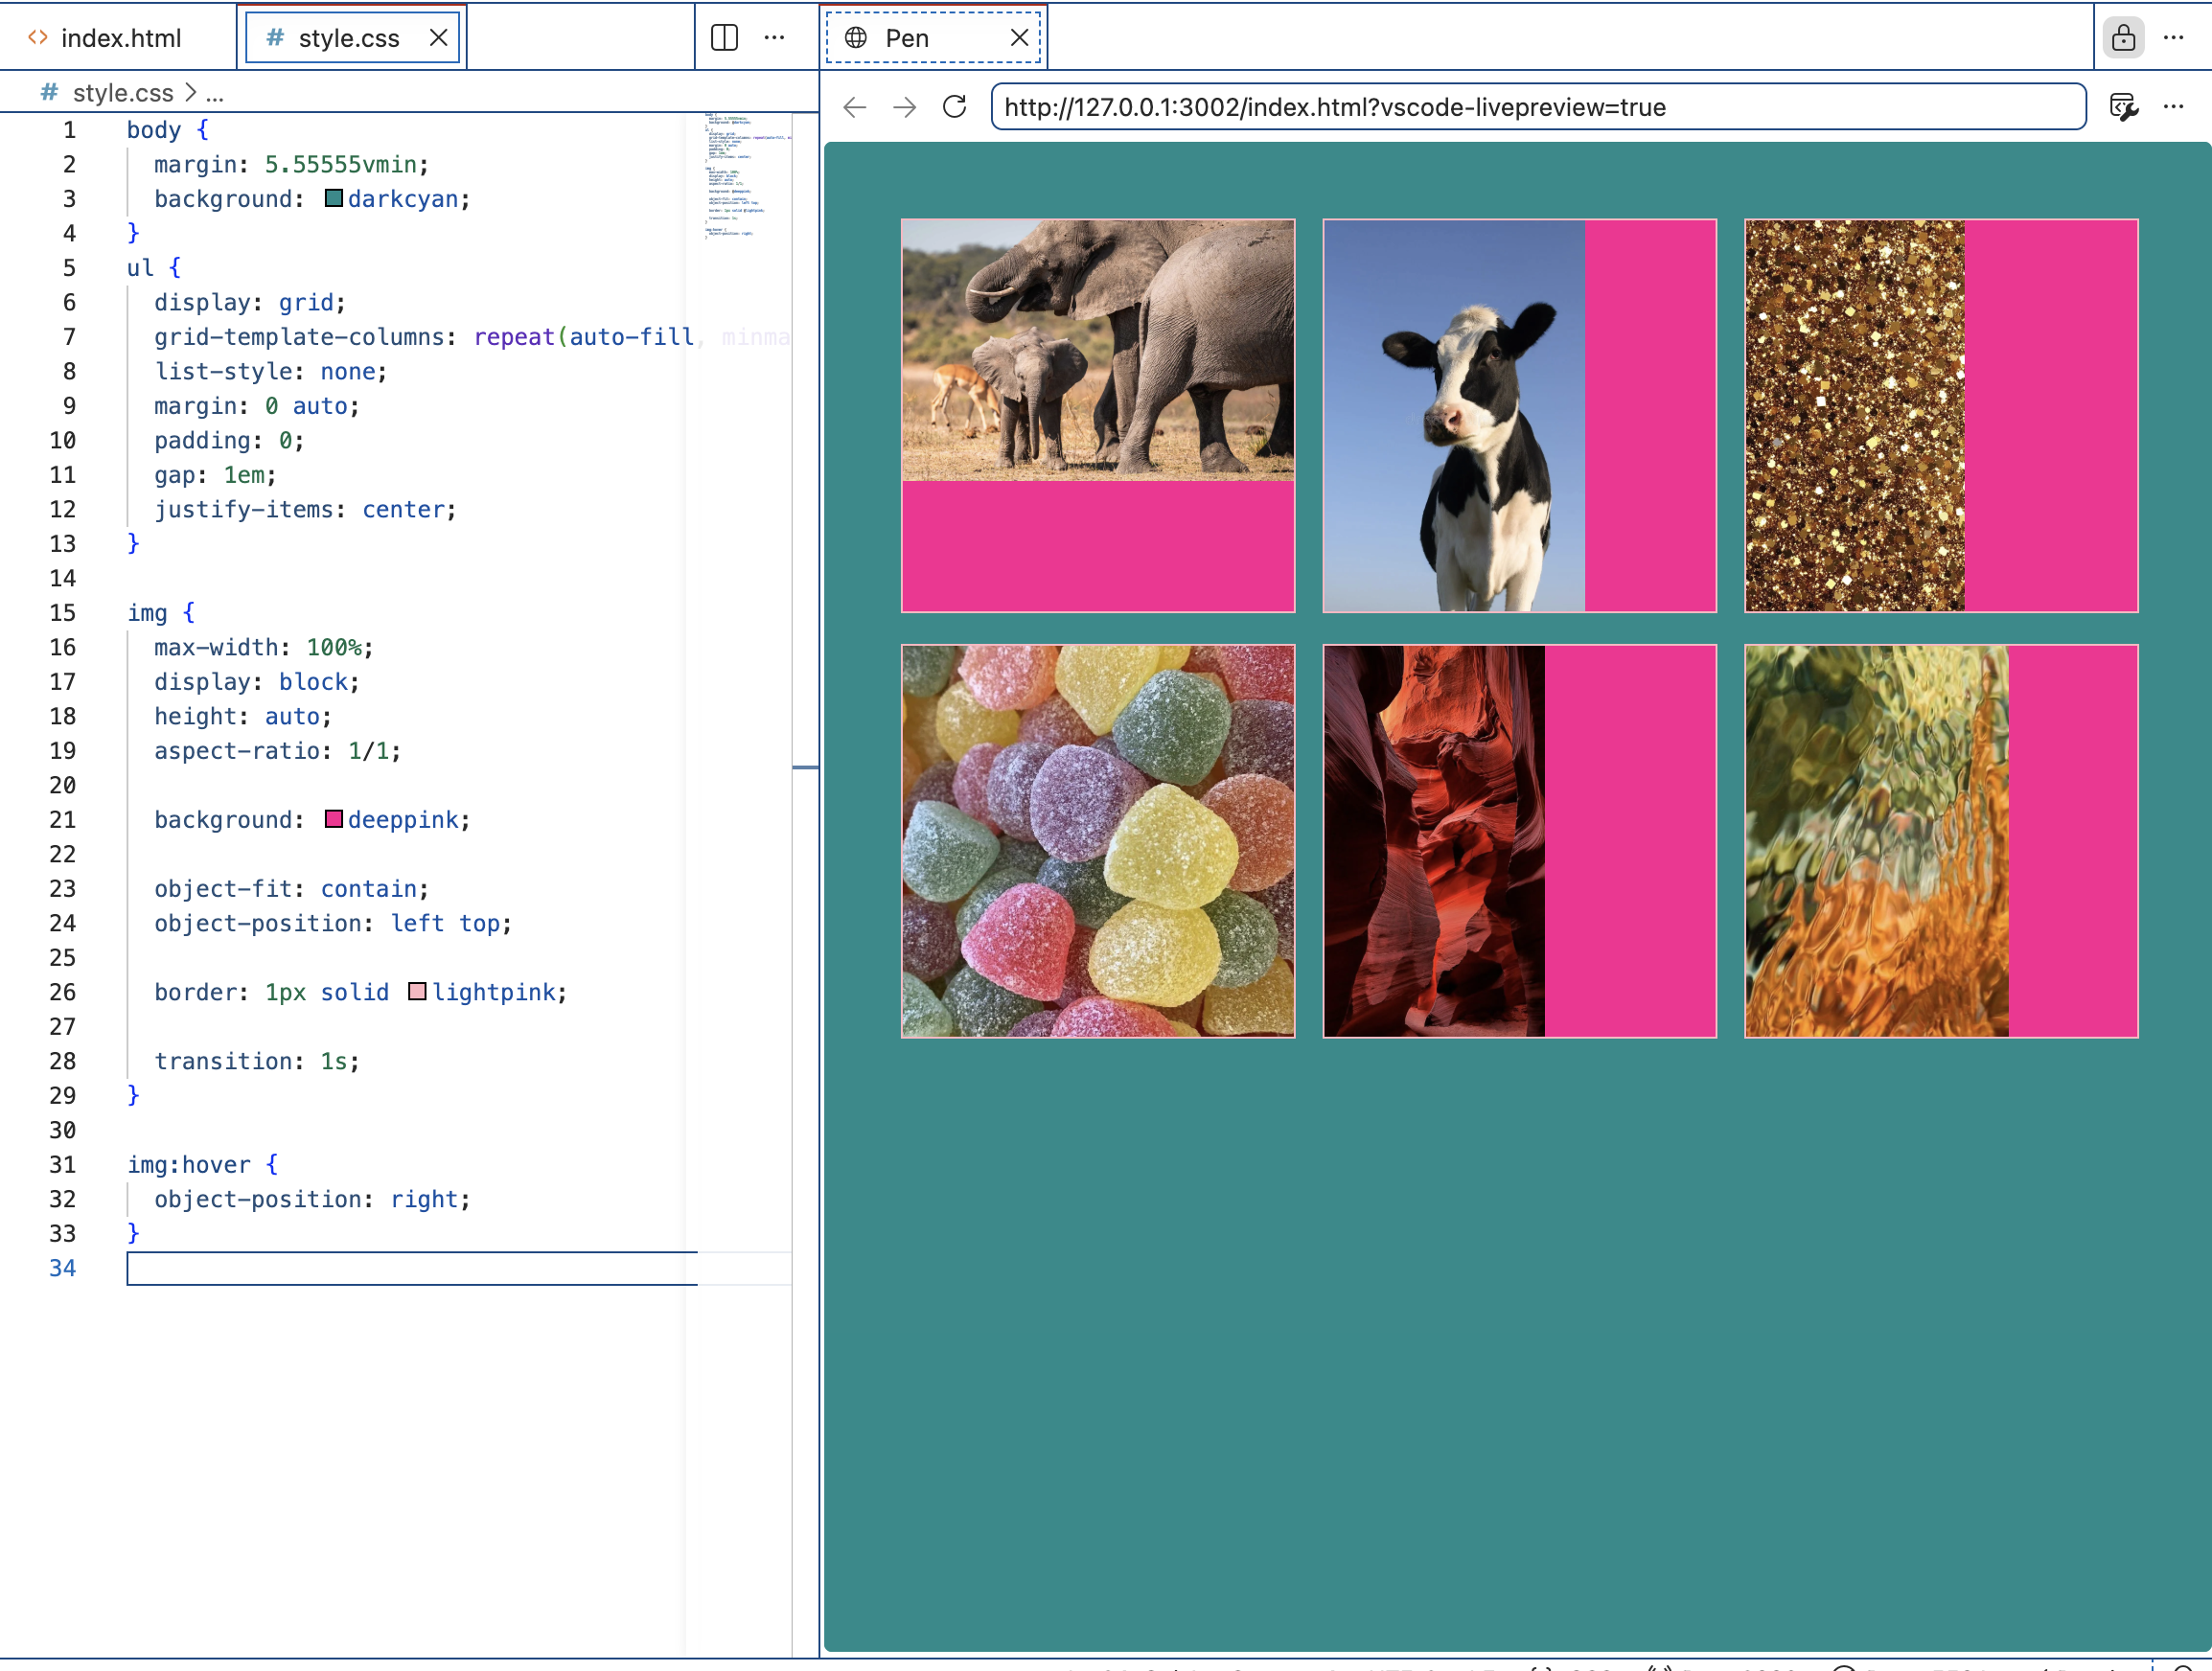 index.html
style.css
Pen
style.css > ...
http://127.0.0.1:3002/index.html?vscode-livepreview=true
1 body {
2 margin: 5.55555vmin;
3 background: darkcyan;
4 }
5 ul {
6 display: grid;
7 grid-template-columns: repeat(auto-fill, minma
8 list-style: none;
9 margin: 0 auto;
10 padding: 0;
11 gap: 1em;
12 justify-items: center;
13 }
14
15 img {
16 max-width: 100%;
17 display: block;
18 height: auto;
19 aspect-ratio: 1/1;
20
21 background: deeppink;
22
23 object-fit: contain;
24 object-position: left top;
25
26 border: 1px solid lightpink;
27
28 transition: 1s;
29 }
30
31 img:hover {
32 object-position: right;
33 }
34